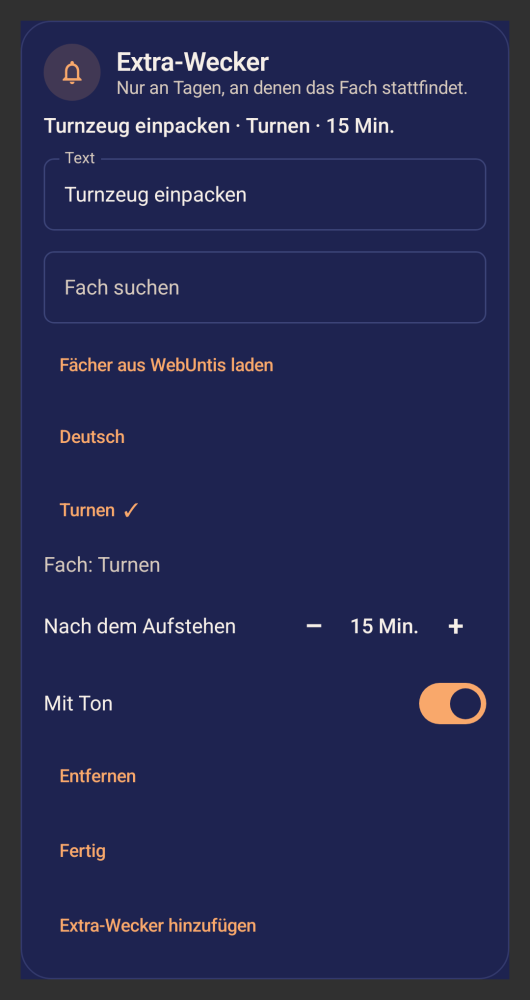 Extra-Wecker
Nur an Tagen, an denen das Fach stattfindet.
Turnzeug einpacken · Turnen · 15 Min.
Text
Turnzeug einpacken
Fach suchen
Fächer aus WebUntis laden
Deutsch
Turnen ✓
Fach: Turnen
Nach dem Aufstehen − 15 Min. +
Mit Ton
Entfernen
Fertig
Extra-Wecker hinzufügen